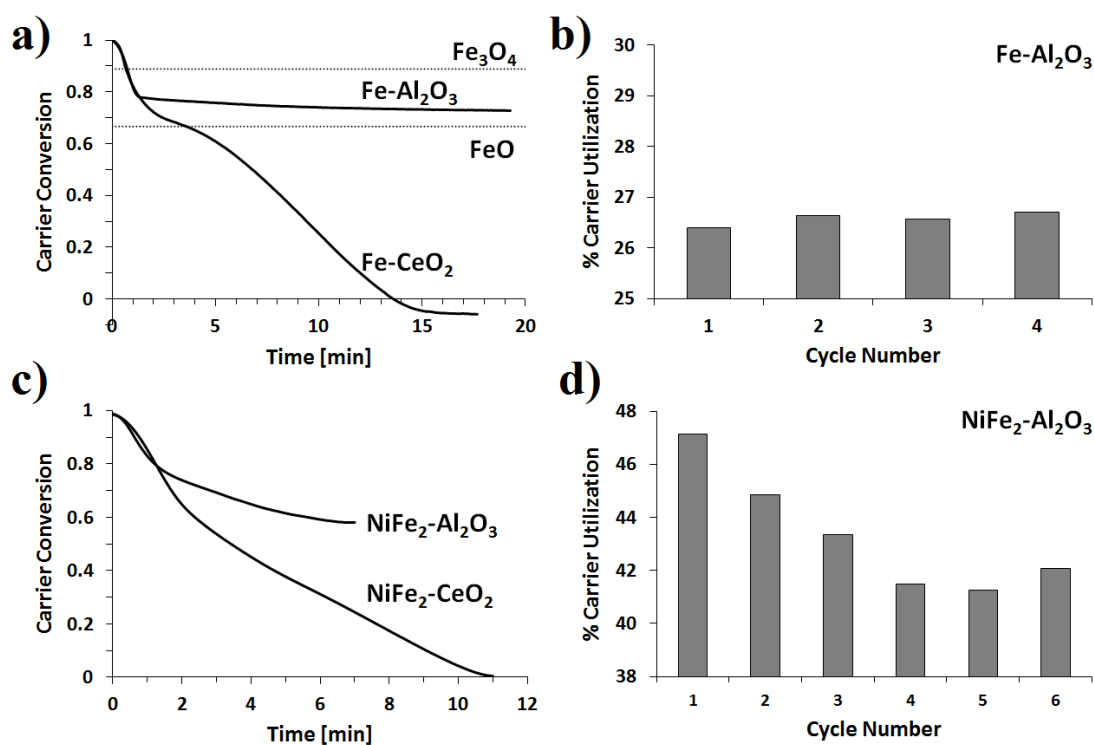 a)
1
0.8
0.6
0.4
0.2
0
0
5
10
15
20
Carrier Conversion
Time [min]
Fe₃O₄
Fe-Al₂O₃
FeO
Fe-CeO₂
b)
30
29
28
27
26
25
1
2
3
4
% Carrier Utilization
Cycle Number
Fe-Al₂O₃
c)
1
0.8
0.6
0.4
0.2
0
0
2
4
6
8
10
12
Carrier Conversion
Time [min]
NiFe₂-Al₂O₃
NiFe₂-CeO₂
d)
48
46
44
42
40
38
1
2
3
4
5
6
% Carrier Utilization
Cycle Number
NiFe₂-Al₂O₃